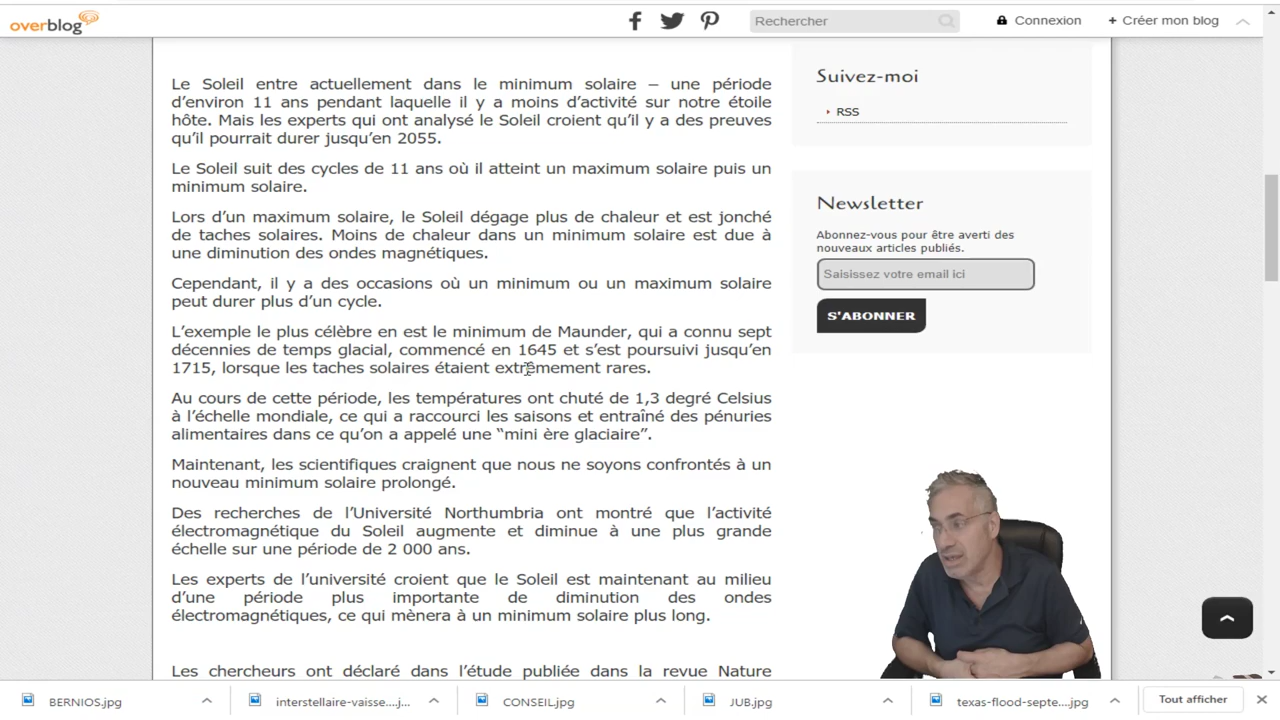 overblog
Rechercher
Connexion
+ Créer mon blog
Le Soleil entre actuellement dans le minimum solaire – une période
d’environ 11 ans pendant laquelle il y a moins d’activité sur notre étoile
hôte. Mais les experts qui ont analysé le Soleil croient qu’il y a des preuves
qu’il pourrait durer jusqu’en 2055.
Le Soleil suit des cycles de 11 ans où il atteint un maximum solaire puis un
minimum solaire.
Lors d’un maximum solaire, le Soleil dégage plus de chaleur et est jonché
de taches solaires. Moins de chaleur dans un minimum solaire est due à
une diminution des ondes magnétiques.
Cependant, il y a des occasions où un minimum ou un maximum solaire
peut durer plus d’un cycle.
L’exemple le plus célèbre en est le minimum de Maunder, qui a connu sept
décennies de temps glacial, commencé en 1645 et s’est poursuivi jusqu’en
1715, lorsque les taches solaires étaient extrêmement rares.
Au cours de cette période, les températures ont chuté de 1,3 degré Celsius
à l’échelle mondiale, ce qui a raccourci les saisons et entraîné des pénuries
alimentaires dans ce qu’on a appelé une “mini ère glaciaire”.
Maintenant, les scientifiques craignent que nous ne soyons confrontés à un
nouveau minimum solaire prolongé.
Des recherches de l’Université Northumbria ont montré que l’activité
électromagnétique du Soleil augmente et diminue à une plus grande
échelle sur une période de 2 000 ans.
Les experts de l’université croient que le Soleil est maintenant au milieu
d’une période plus importante de diminution des ondes
électromagnétiques, ce qui mènera à un minimum solaire plus long.
Les chercheurs ont déclaré dans l’étude publiée dans la revue Nature
Suivez-moi
RSS
Newsletter
Abonnez-vous pour être averti des
nouveaux articles publiés.
Saisissez votre email ici
S'ABONNER
BERNIOS.jpg
interstellaire-vaisse....j...
CONSEIL.jpg
JUB.jpg
texas-flood-septe....jpg
Tout afficher